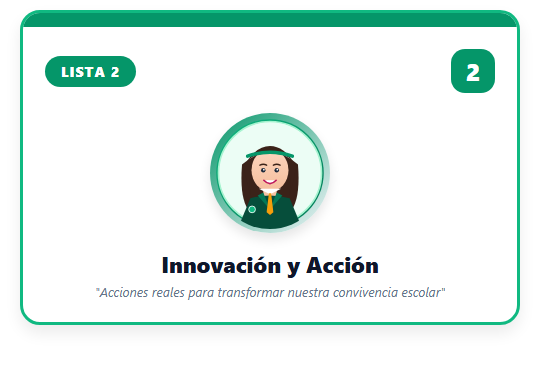 LISTA 2
2
Innovación y Acción
"Acciones reales para transformar nuestra convivencia escolar"